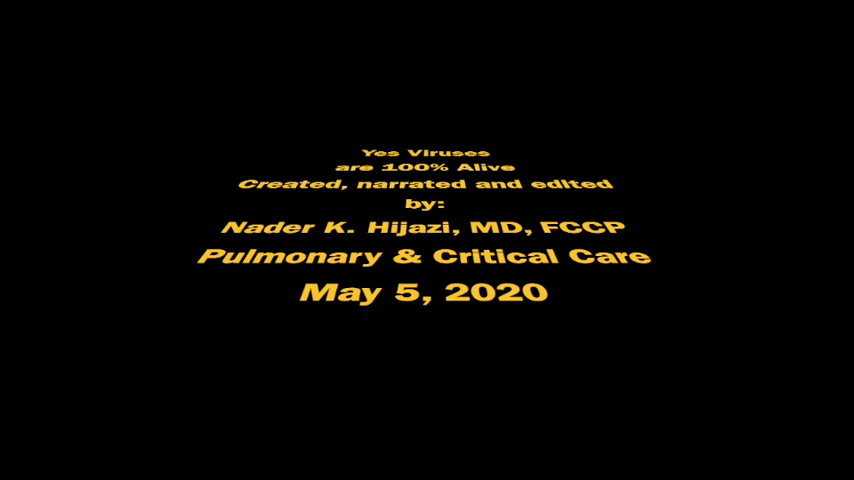 Yes Viruses
are 100% Alive
Created, narrated and edited
by:
Nader K. Hijazi, MD, FCCP
Pulmonary & Critical Care
May 5, 2020